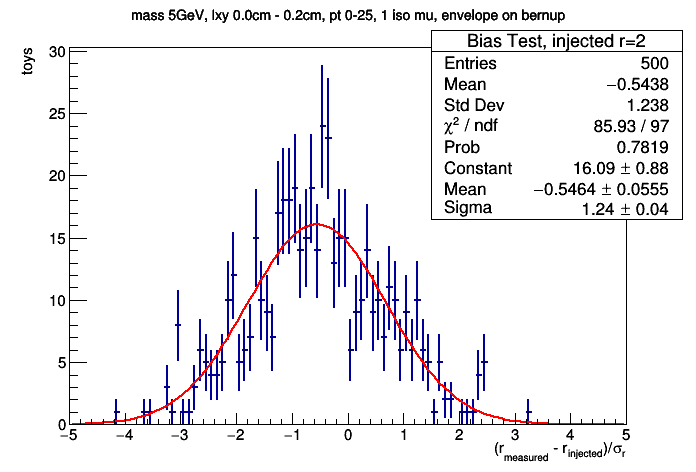 mass 5GeV, lxy 0.0cm - 0.2cm, pt 0-25, 1 iso mu, envelope on bernup
Bias Test, injected r=2
Entries 500
Mean −0.5438
Std Dev 1.238
χ² / ndf 85.93 / 97
Prob 0.7819
Constant 16.09 ± 0.88
Mean −0.5464 ± 0.0555
Sigma 1.24 ± 0.04
toys
30
25
20
15
10
5
0
−5 −4 −3 −2 −1 0 1 2 3 4 5
(r_measured - r_injected)/σ_r